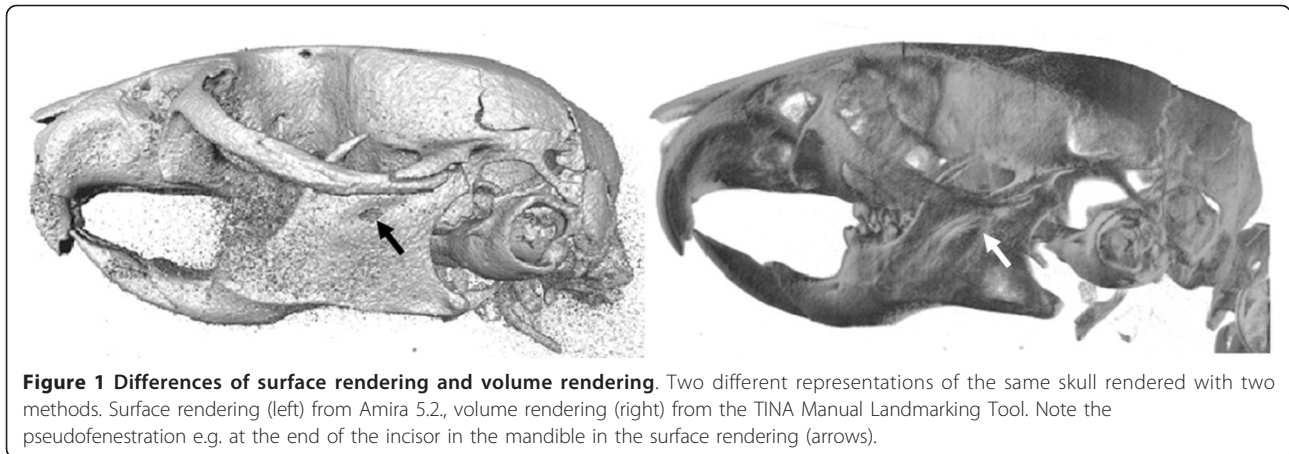 Figure 1 Differences of surface rendering and volume rendering. Two different representations of the same skull rendered with two
methods. Surface rendering (left) from Amira 5.2., volume rendering (right) from the TINA Manual Landmarking Tool. Note the
pseudofenestration e.g. at the end of the incisor in the mandible in the surface rendering (arrows).